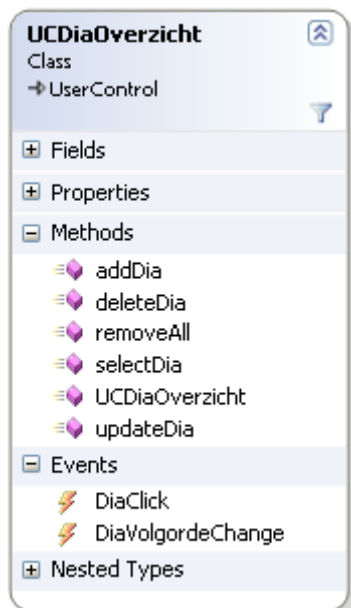 UCDiaOverzicht
Class
UserControl
Fields
Properties
Methods
addDia
deleteDia
removeAll
selectDia
UCDiaOverzicht
updateDia
Events
DiaClick
DiaVolgordeChange
Nested Types